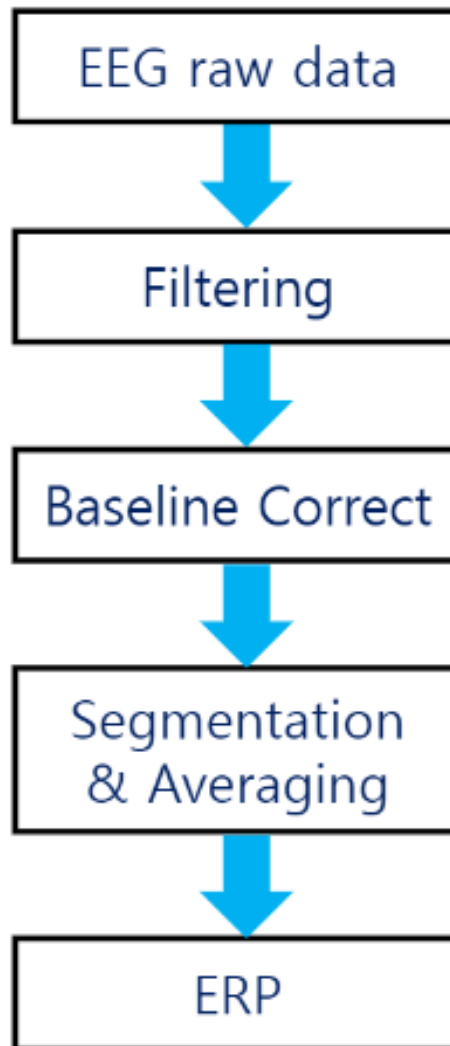 EEG raw data
Filtering
Baseline Correct
Segmentation
& Averaging
ERP